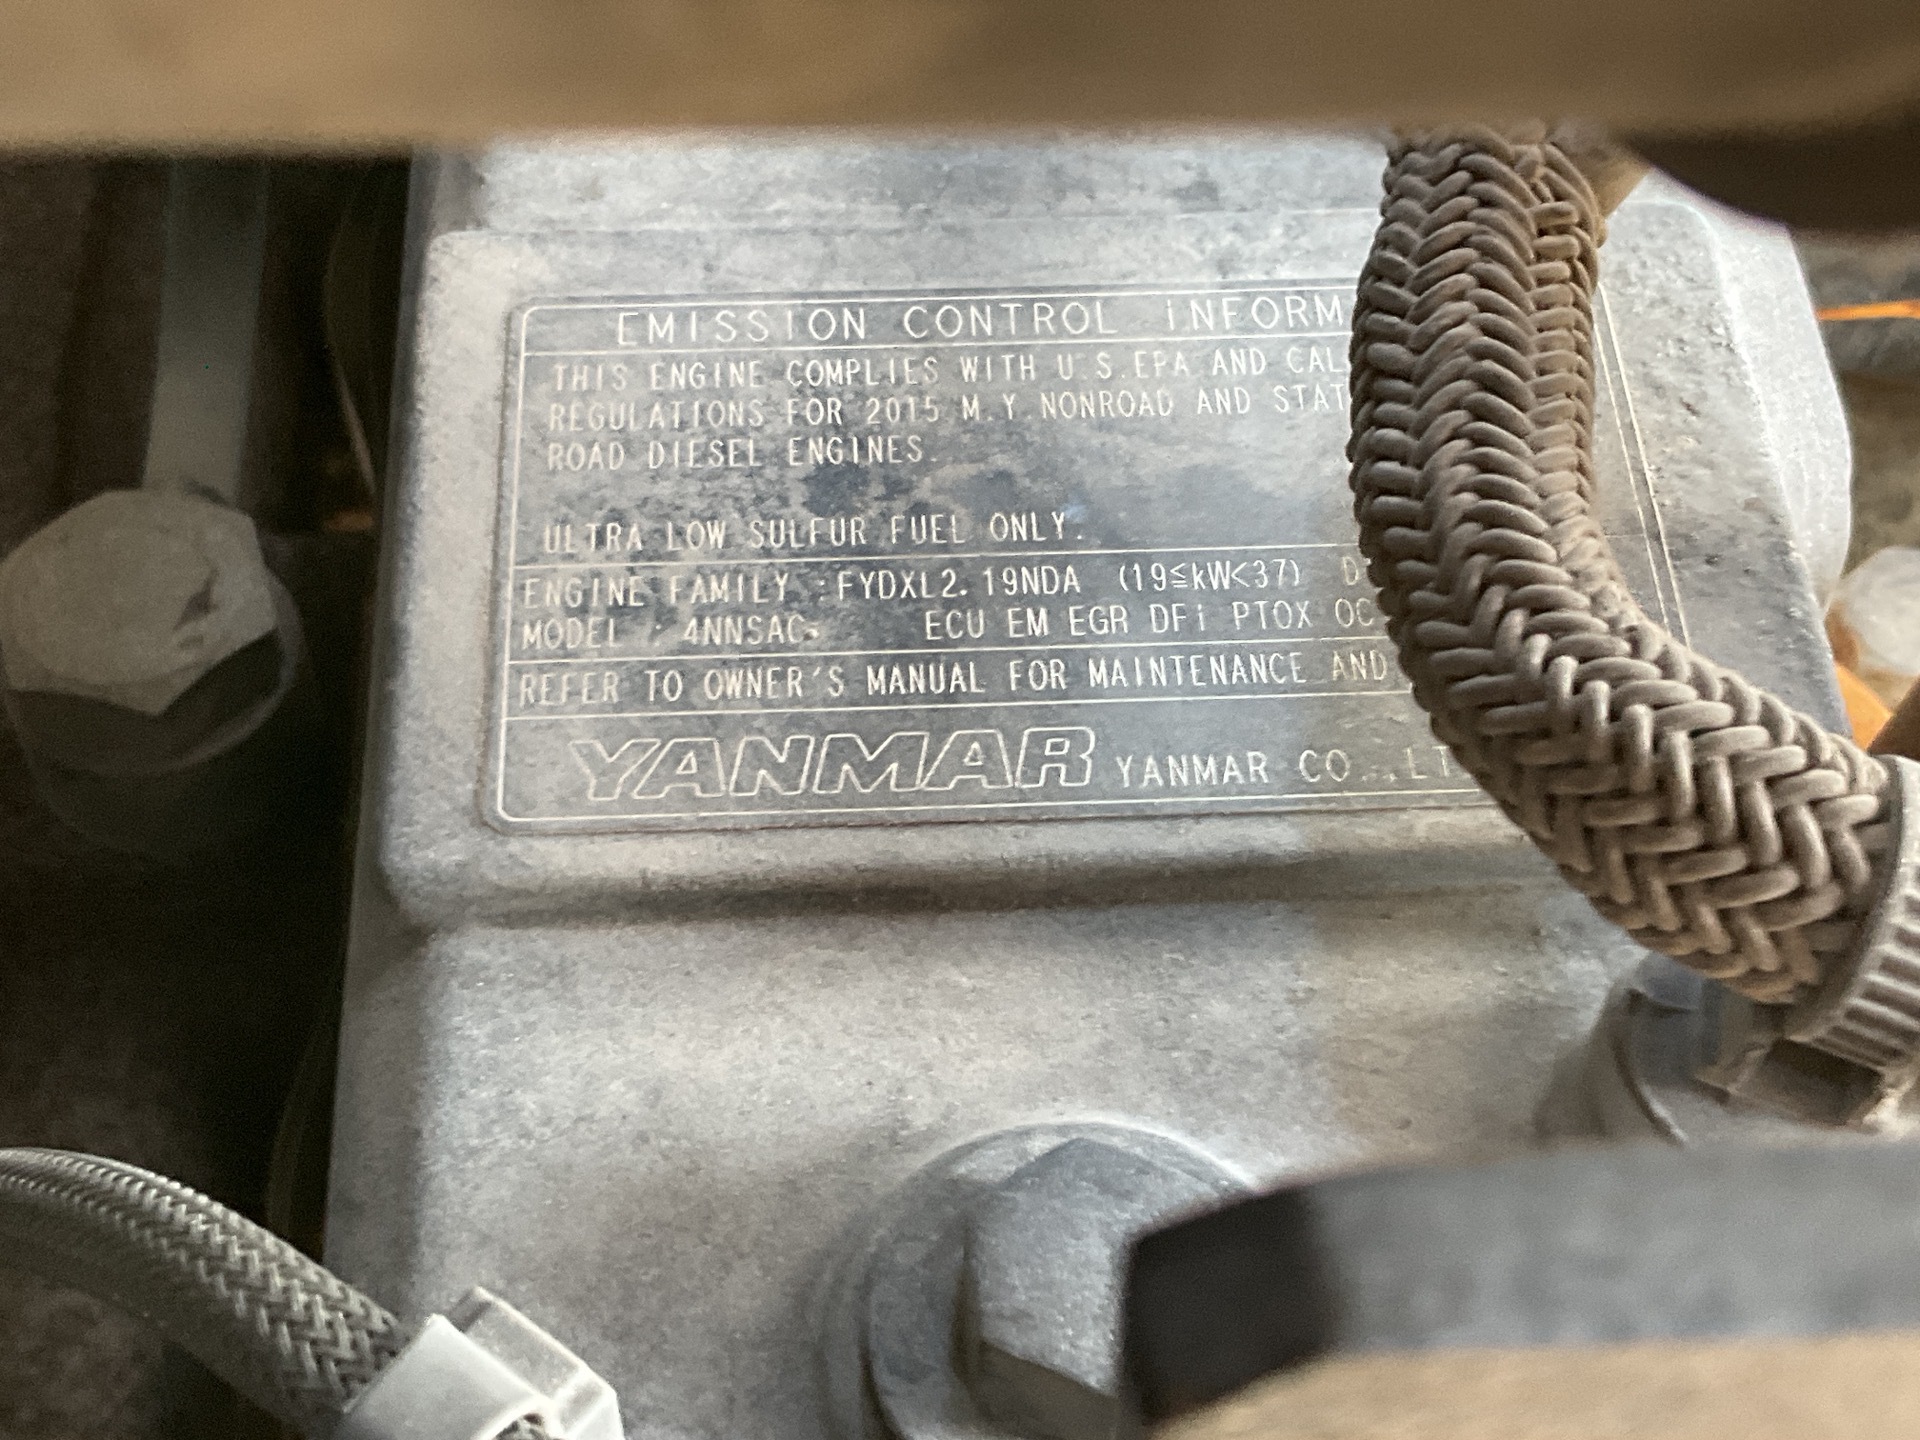 EMISSION CONTROL INFORM
THIS ENGINE COMPLIES WITH U.S.EPA AND CAL
REGULATIONS FOR 2015 M.Y.NONROAD AND STAT
ROAD DIESEL ENGINES.
ULTRA LOW SULFUR FUEL ONLY.
ENGINE FAMILY :FYDXL2.19NDA (19≦kW<37) D
MODEL : ECU EM EGR DFi PTOX OC
REFER TO OWNER'S MANUAL FOR MAINTENANCE AND
YANMAR YANMAR CO.,LT